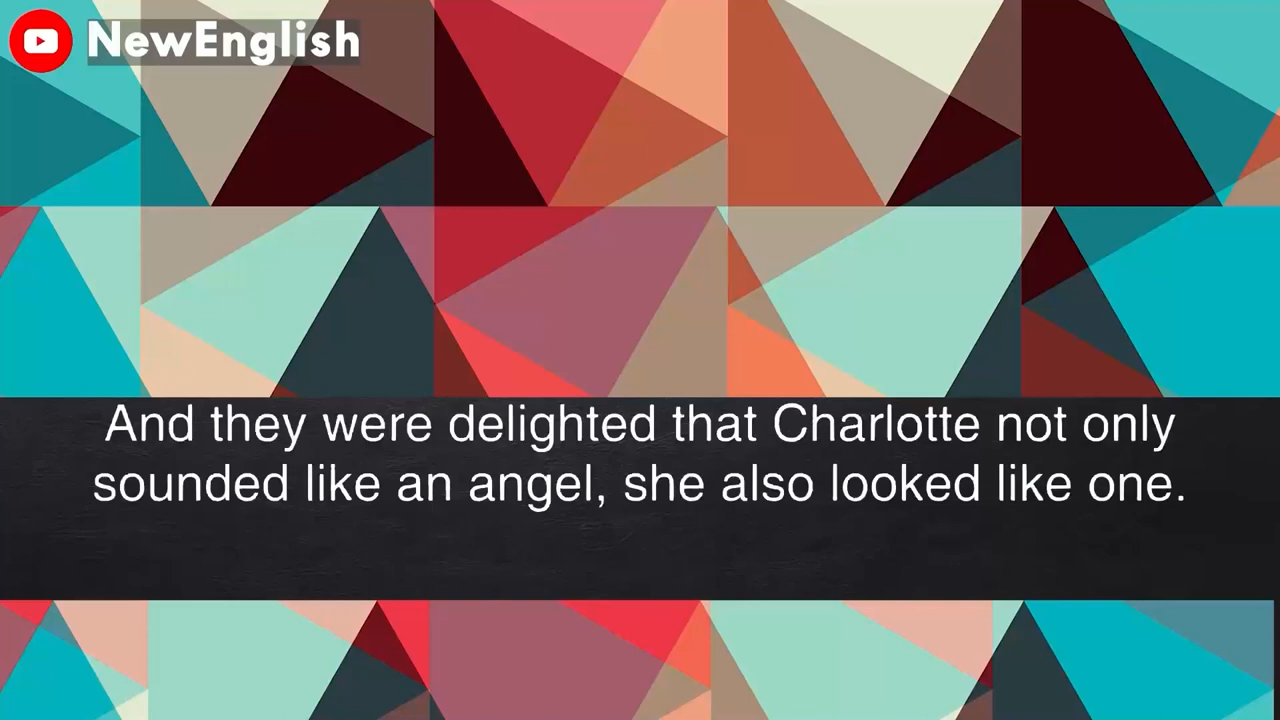 NewEnglish
And they were delighted that Charlotte not only
sounded like an angel, she also looked like one.